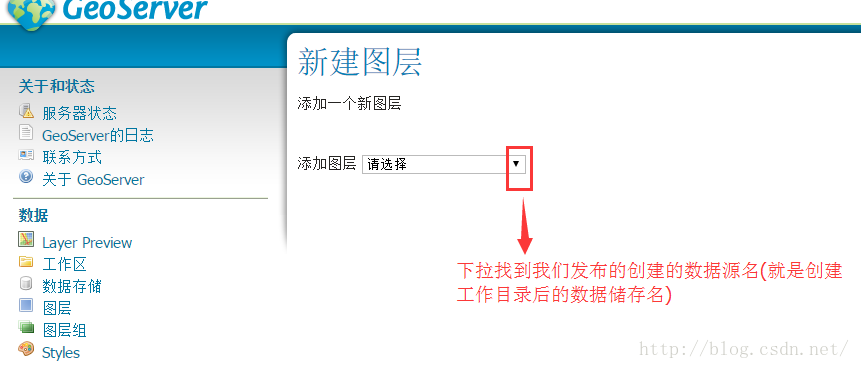 GeoServer
关于和状态
服务器状态
GeoServer的日志
联系方式
关于 GeoServer
数据
Layer Preview
工作区
数据存储
图层
图层组
Styles
新建图层
添加一个新图层
添加图层 请选择
下拉找到我们发布的创建的数据源名(就是创建
工作目录后的数据储存名)
http://blog.csdn.net/